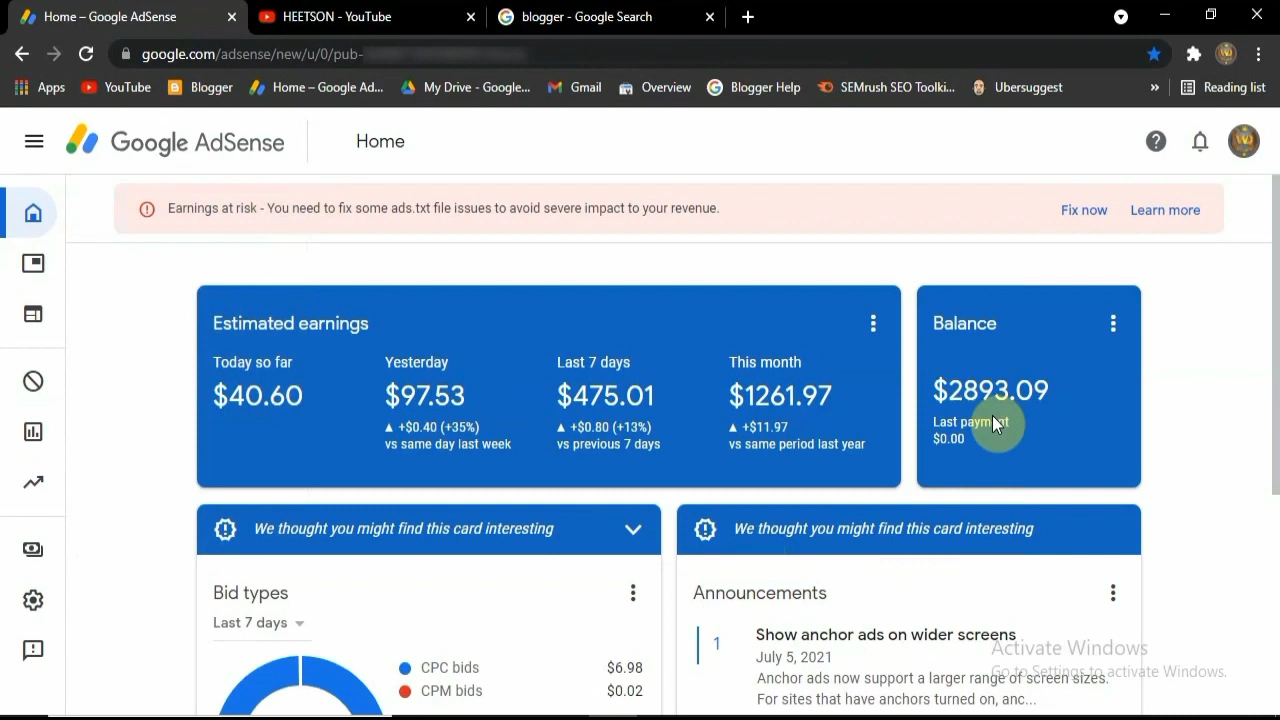 Home – Google AdSense
HEETSON - YouTube
blogger - Google Search
google.com/adsense/new/u/0/pub-
Apps
YouTube
Blogger
Home – Google Ad...
My Drive - Google...
Gmail
Overview
Blogger Help
SEMrush SEO Toolki...
Ubersuggest
»
Reading list
Google AdSense
Home
Earnings at risk - You need to fix some ads.txt file issues to avoid severe impact to your revenue.
Fix now
Learn more
Estimated earnings
Today so far
$40.60
Yesterday
$97.53
+$0.40 (+35%)
vs same day last week
Last 7 days
$475.01
+$0.80 (+13%)
vs previous 7 days
This month
$1261.97
+$11.97
vs same period last year
Balance
$2893.09
Last payment
$0.00
We thought you might find this card interesting
Bid types
Last 7 days
CPC bids $6.98
CPM bids $0.02
We thought you might find this card interesting
Announcements
1
Show anchor ads on wider screens
July 5, 2021
Anchor ads now support a larger range of screen sizes.
For sites that have anchors turned on, anc...
Activate Windows
Go to Settings to activate Windows.